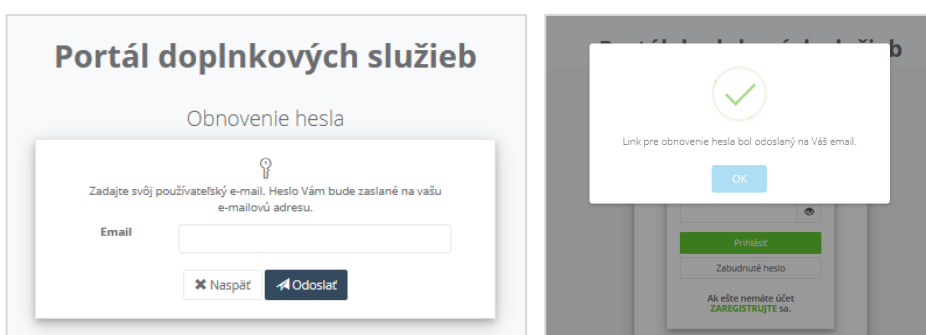 Portál doplnkových služieb
Obnovenie hesla
Zadajte svôj používateľský e-mail. Heslo Vám bude zaslané na vašu
e-mailovú adresu.
Email
Naspäť
Odoslať
Link pre obnovenie hesla bol odoslaný na Váš email.
OK
Prihlásiť
Zabudnuté heslo
Ak ešte nemáte účet
ZAREGISTRUJTE sa.